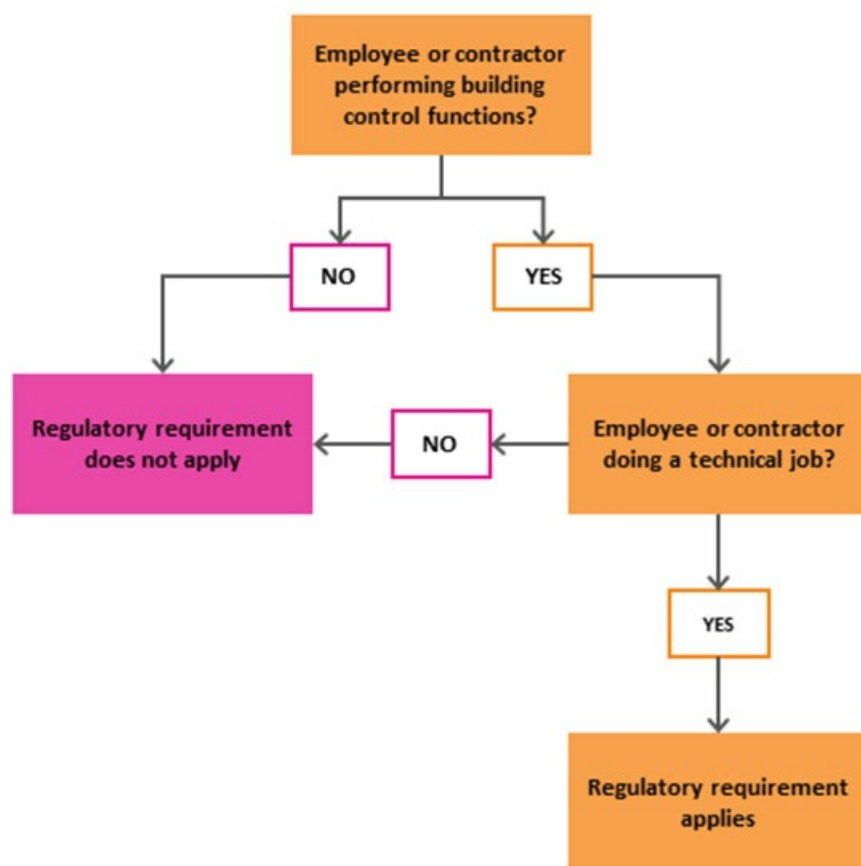 Employee or contractor
performing building
control functions?
NO
YES
Regulatory requirement
does not apply
NO
Employee or contractor
doing a technical job?
YES
Regulatory requirement
applies